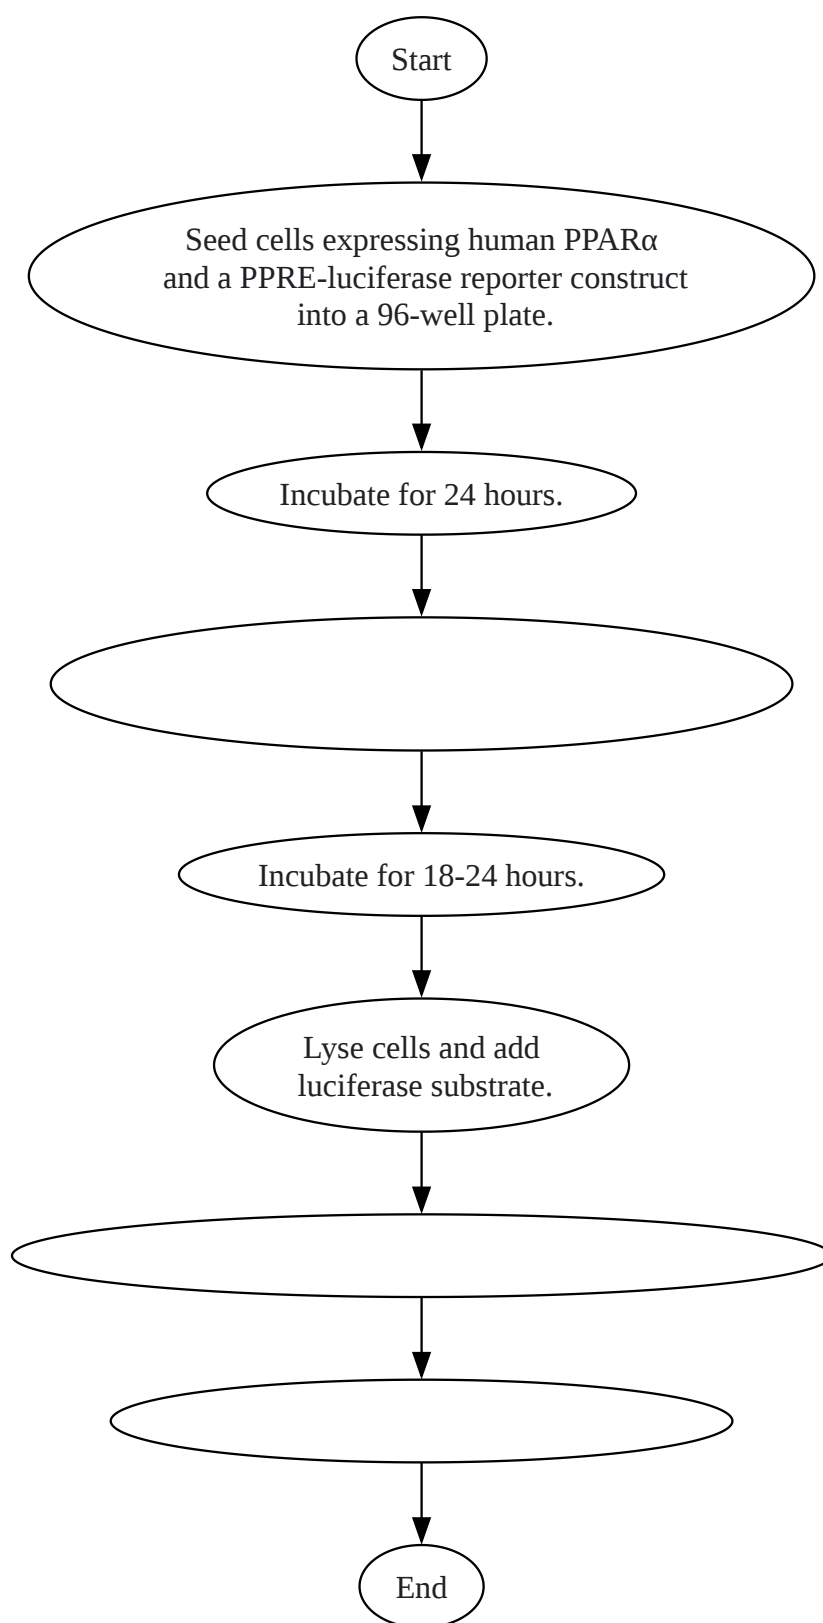 Start
Seed cells expressing human PPARα
and a PPRE-luciferase reporter construct
into a 96-well plate.
Incubate for 24 hours.
Incubate for 18-24 hours.
Lyse cells and add
luciferase substrate.
End